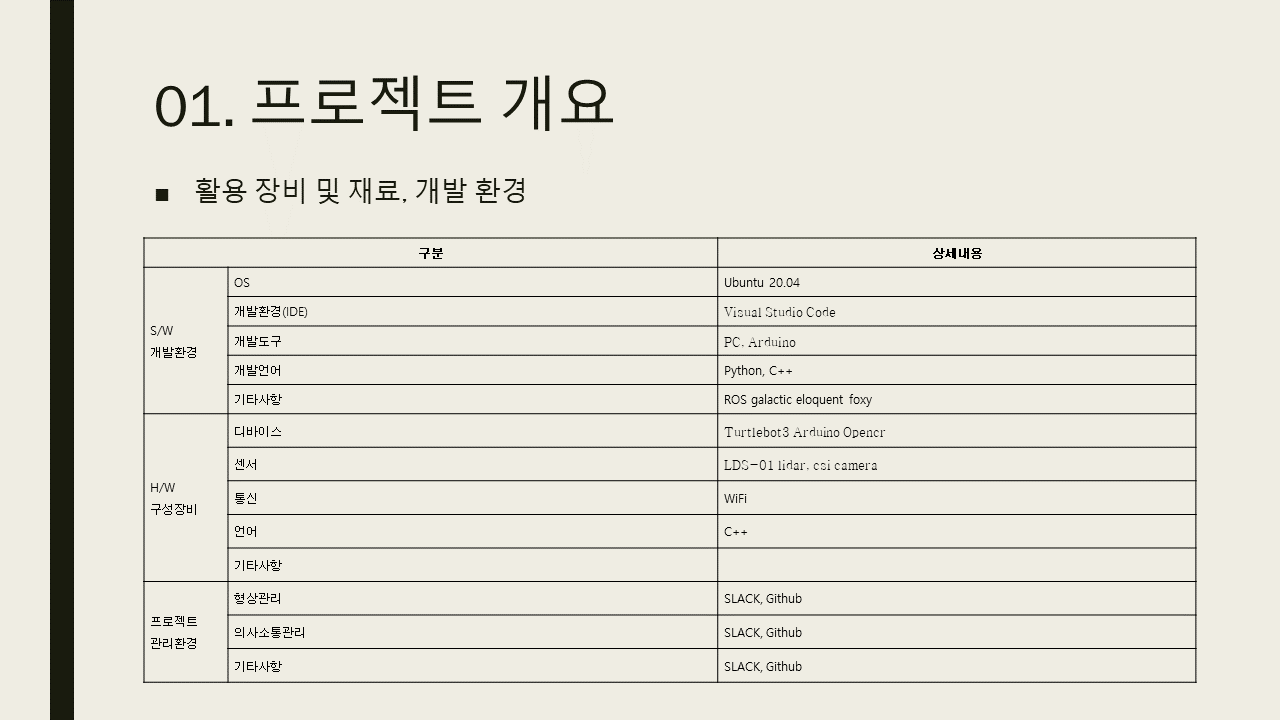 01. 프로젝트 개요
■ 활용 장비 및 재료, 개발 환경
구분 상세내용
S/W
개발환경
OS Ubuntu 20.04
개발환경(IDE) Visual Studio Code
개발도구 PC, Arduino
개발언어 Python, C++
기타사항 ROS galactic eloquent foxy
H/W
구성장비
디바이스 Turtlebot3 Arduino Opencr
센서 LDS-01 lidar, csi camera
통신 WiFi
언어 C++
기타사항
프로젝트
관리환경
형상관리 SLACK, Github
의사소통관리 SLACK, Github
기타사항 SLACK, Github